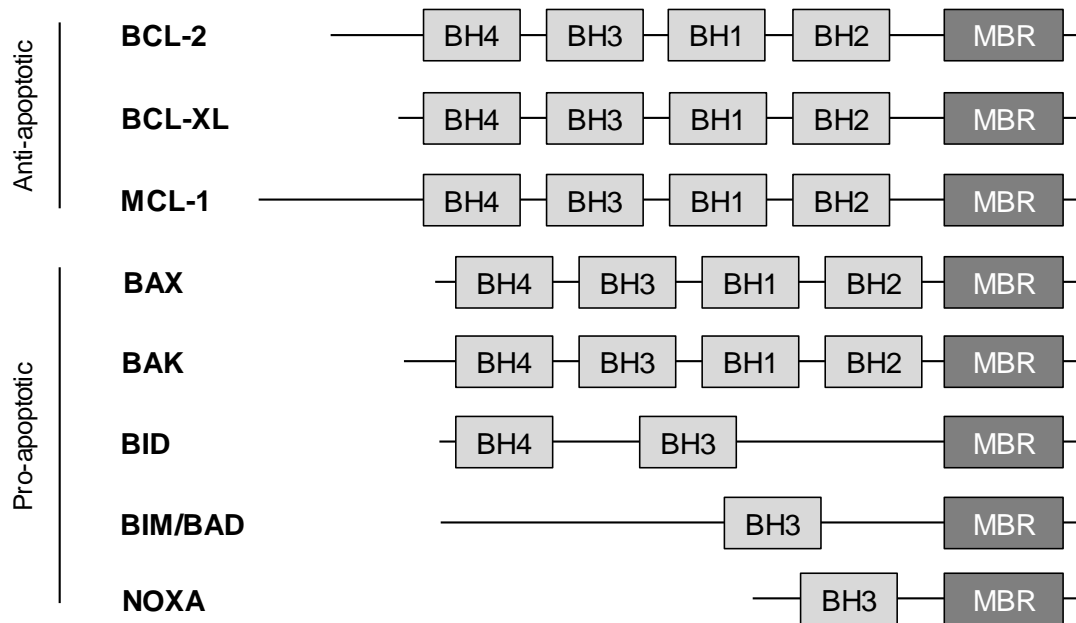 Anti-apoptotic
BCL-2 BH4 BH3 BH1 BH2 MBR
BCL-XL BH4 BH3 BH1 BH2 MBR
MCL-1 BH4 BH3 BH1 BH2 MBR
Pro-apoptotic
BAX BH4 BH3 BH1 BH2 MBR
BAK BH4 BH3 BH1 BH2 MBR
BID BH4 BH3 MBR
BIM/BAD BH3 MBR
NOXA BH3 MBR